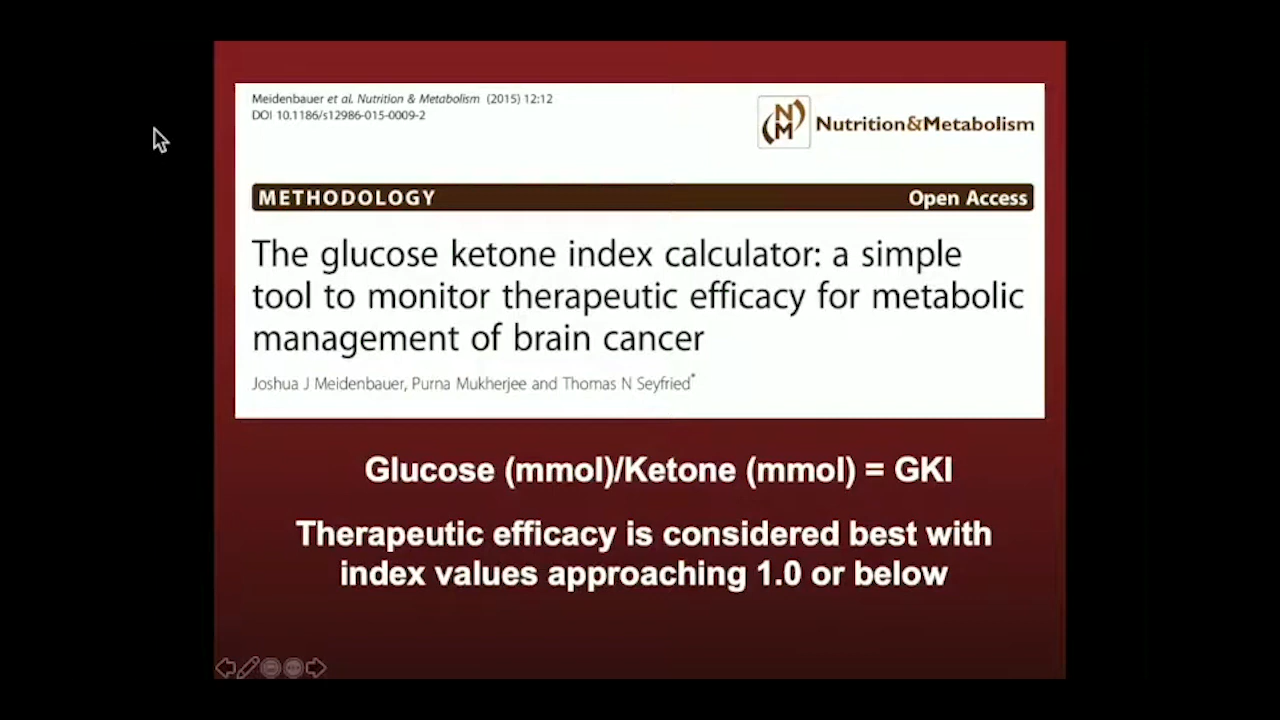 Meidenbauer et al. Nutrition & Metabolism (2015) 12:12
DOI 10.1186/s12986-015-0009-2
NM
Nutrition&Metabolism
METHODOLOGY
Open Access
The glucose ketone index calculator: a simple
tool to monitor therapeutic efficacy for metabolic
management of brain cancer
Joshua J Meidenbauer, Purna Mukherjee and Thomas N Seyfried*
Glucose (mmol)/Ketone (mmol) = GKI
Therapeutic efficacy is considered best with
index values approaching 1.0 or below